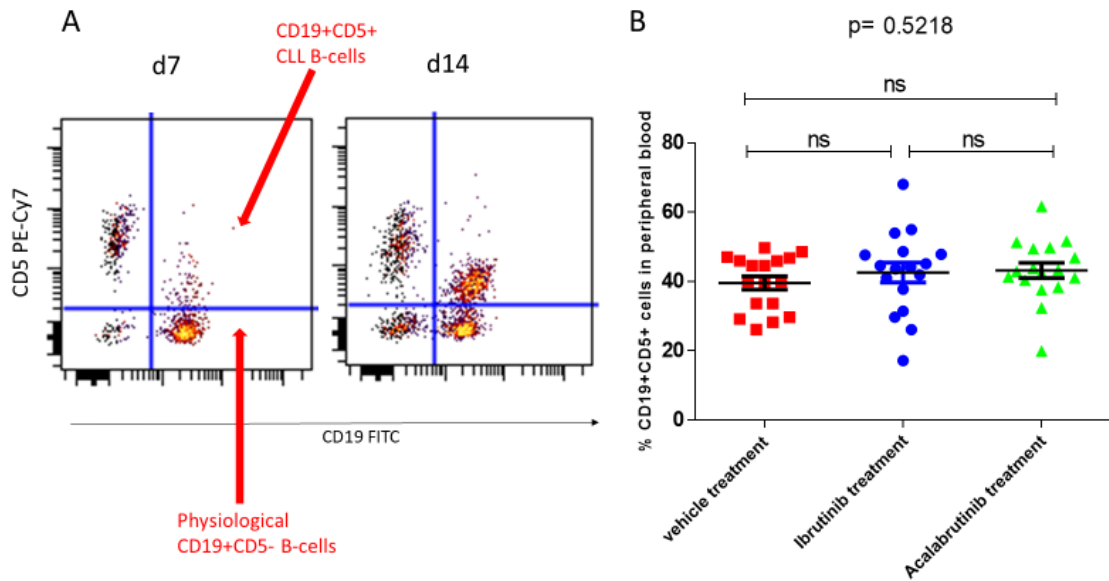 A
CD19+CD5+
CLL B-cells
d7
d14
CD5 PE-Cy7
CD19 FITC
Physiological
CD19+CD5- B-cells
B
p= 0.5218
ns
ns
ns
% CD19+CD5+ cells in peripheral blood
80
60
40
20
0
vehicle treatment
Ibrutinib treatment
Acalabrutinib treatment